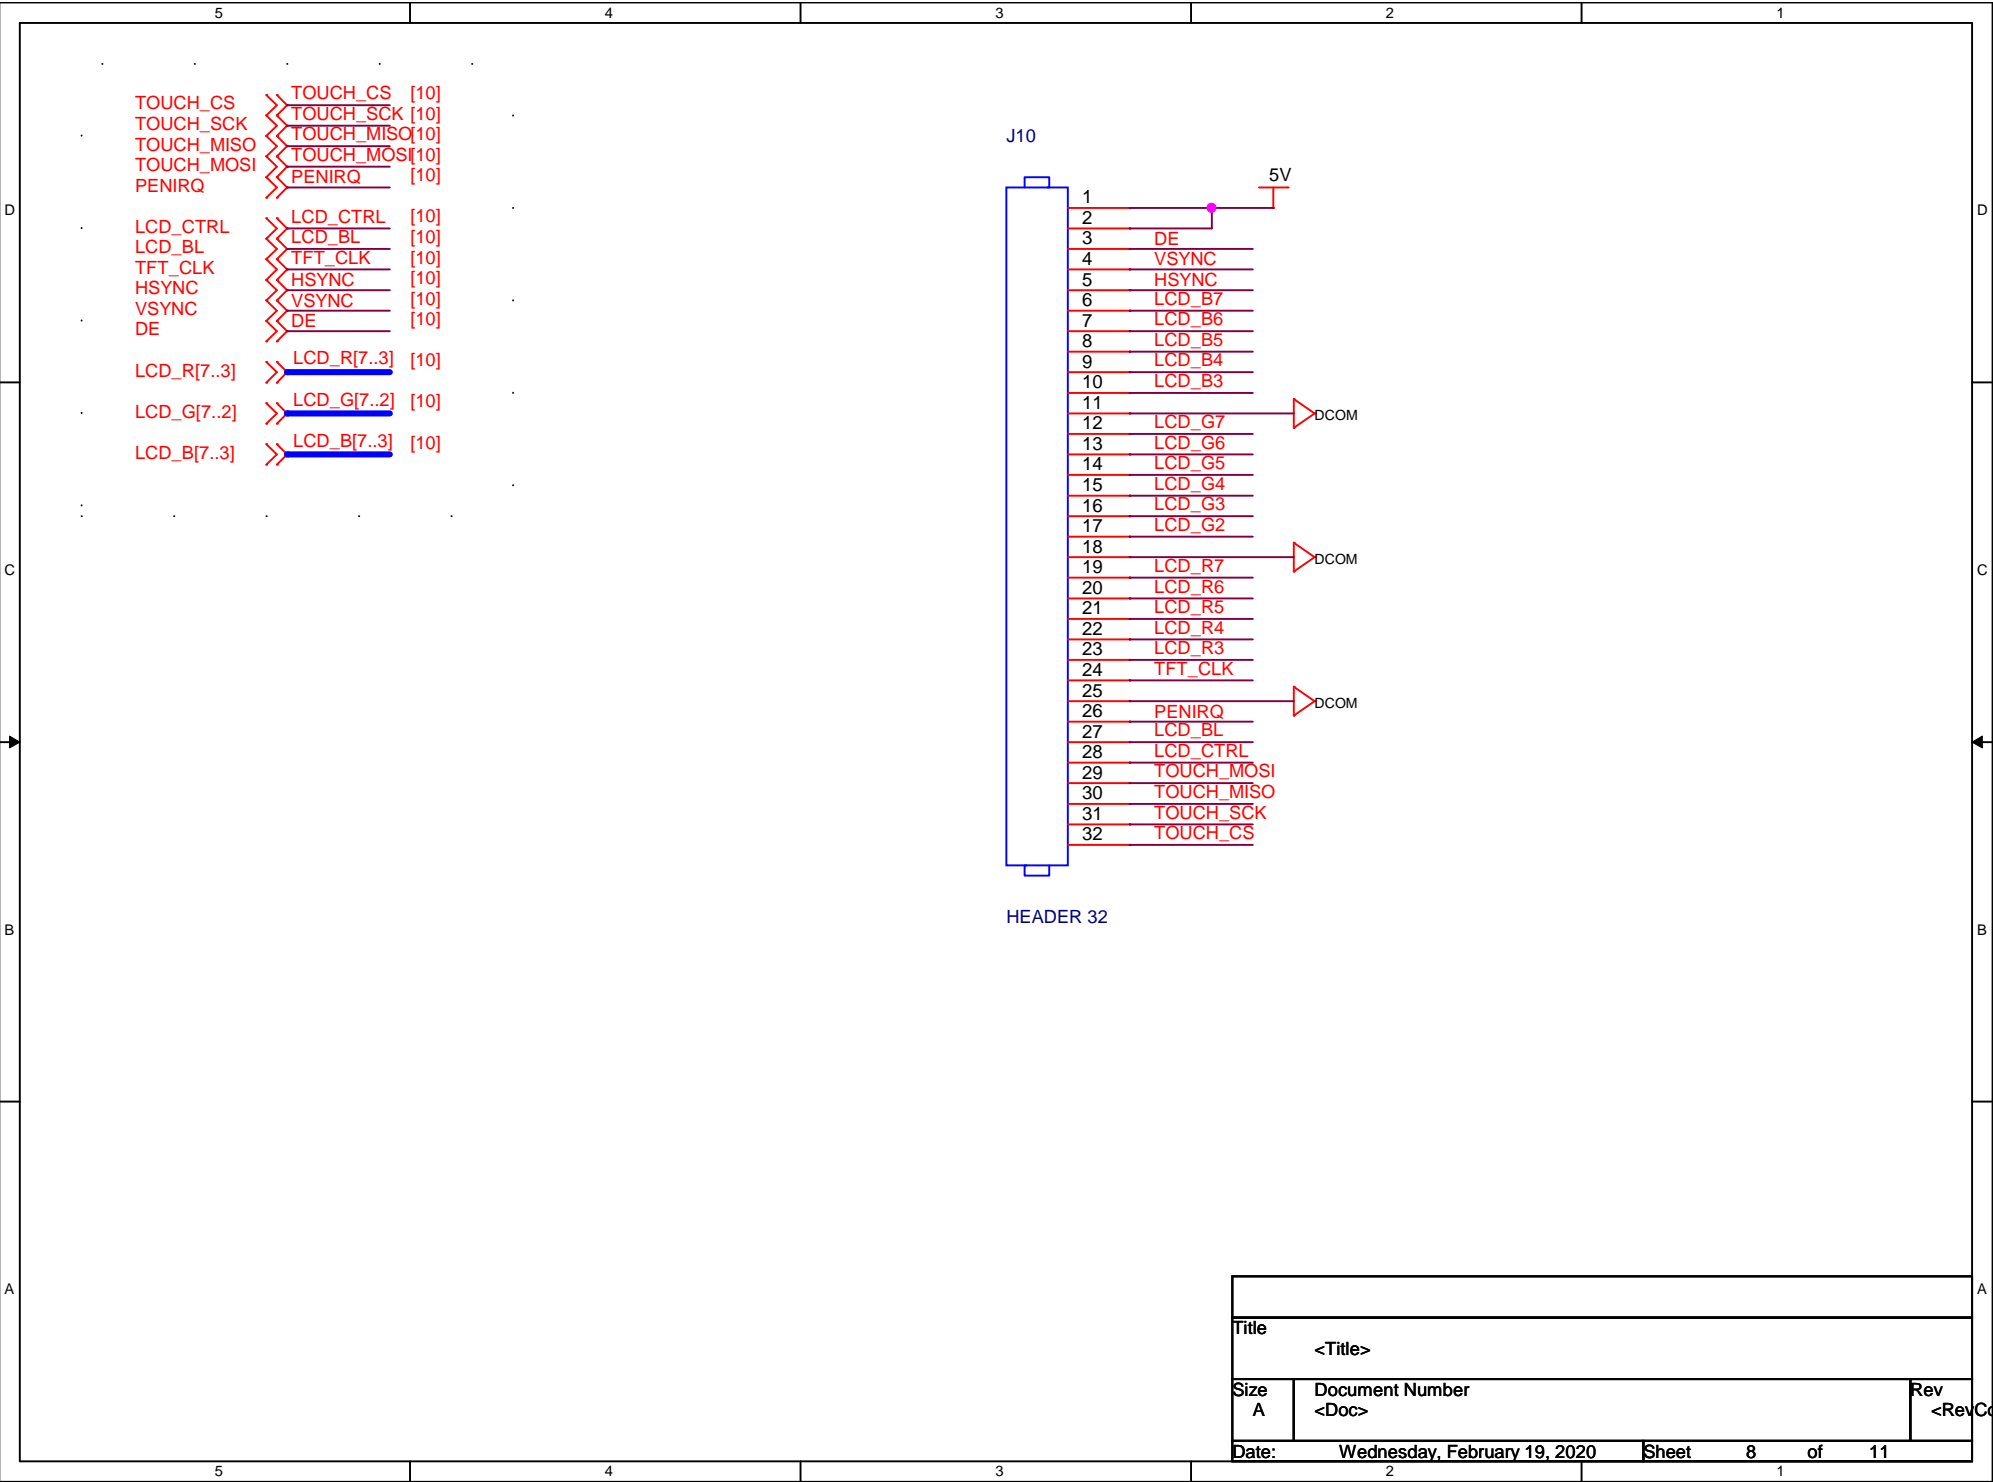 5 4 3 2 1
TOUCH_CS TOUCH_CS [10]
TOUCH_SCK TOUCH_SCK [10]
TOUCH_MISO TOUCH_MISO [10]
TOUCH_MOSI TOUCH_MOSI [10]
PENIRQ PENIRQ [10]
LCD_CTRL LCD_CTRL [10]
LCD_BL LCD_BL [10]
TFT_CLK TFT_CLK [10]
HSYNC HSYNC [10]
VSYNC VSYNC [10]
DE DE [10]
LCD_R[7..3] LCD_R[7..3] [10]
LCD_G[7..2] LCD_G[7..2] [10]
LCD_B[7..3] LCD_B[7..3] [10]
J10
5V
1
2
3 DE
4 VSYNC
5 HSYNC
6 LCD_B7
7 LCD_B6
8 LCD_B5
9 LCD_B4
10 LCD_B3
11 DCOM
12 LCD_G7
13 LCD_G6
14 LCD_G5
15 LCD_G4
16 LCD_G3
17 LCD_G2
18 DCOM
19 LCD_R7
20 LCD_R6
21 LCD_R5
22 LCD_R4
23 LCD_R3
24 TFT_CLK
25 DCOM
26 PENIRQ
27 LCD_BL
28 LCD_CTRL
29 TOUCH_MOSI
30 TOUCH_MISO
31 TOUCH_SCK
32 TOUCH_CS
HEADER 32
D D
C C
B B
A A
Title
<Title>
Size Document Number Rev
A <Doc> <RevCo
Date: Wednesday, February 19, 2020 Sheet 8 of 11
5 4 3 2 1